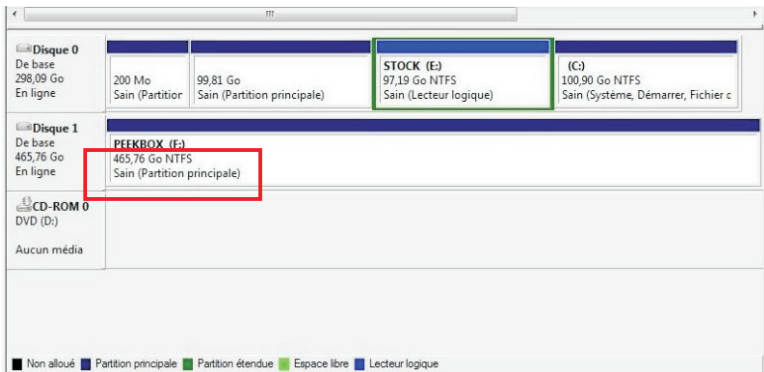 Disque 0
De base
298,09 Go
En ligne
200 Mo
Sain (Partitior
99,81 Go
Sain (Partition principale)
STOCK (E:)
97,19 Go NTFS
Sain (Lecteur logique)
(C:)
100,90 Go NTFS
Sain (Système, Démarrer, Fichier c
Disque 1
De base
465,76 Go
En ligne
PEEKBOX (F:)
465,76 Go NTFS
Sain (Partition principale)
CD-ROM 0
DVD (D:)
Aucun média
Non alloué Partition principale Partition étendue Espace libre Lecteur logique